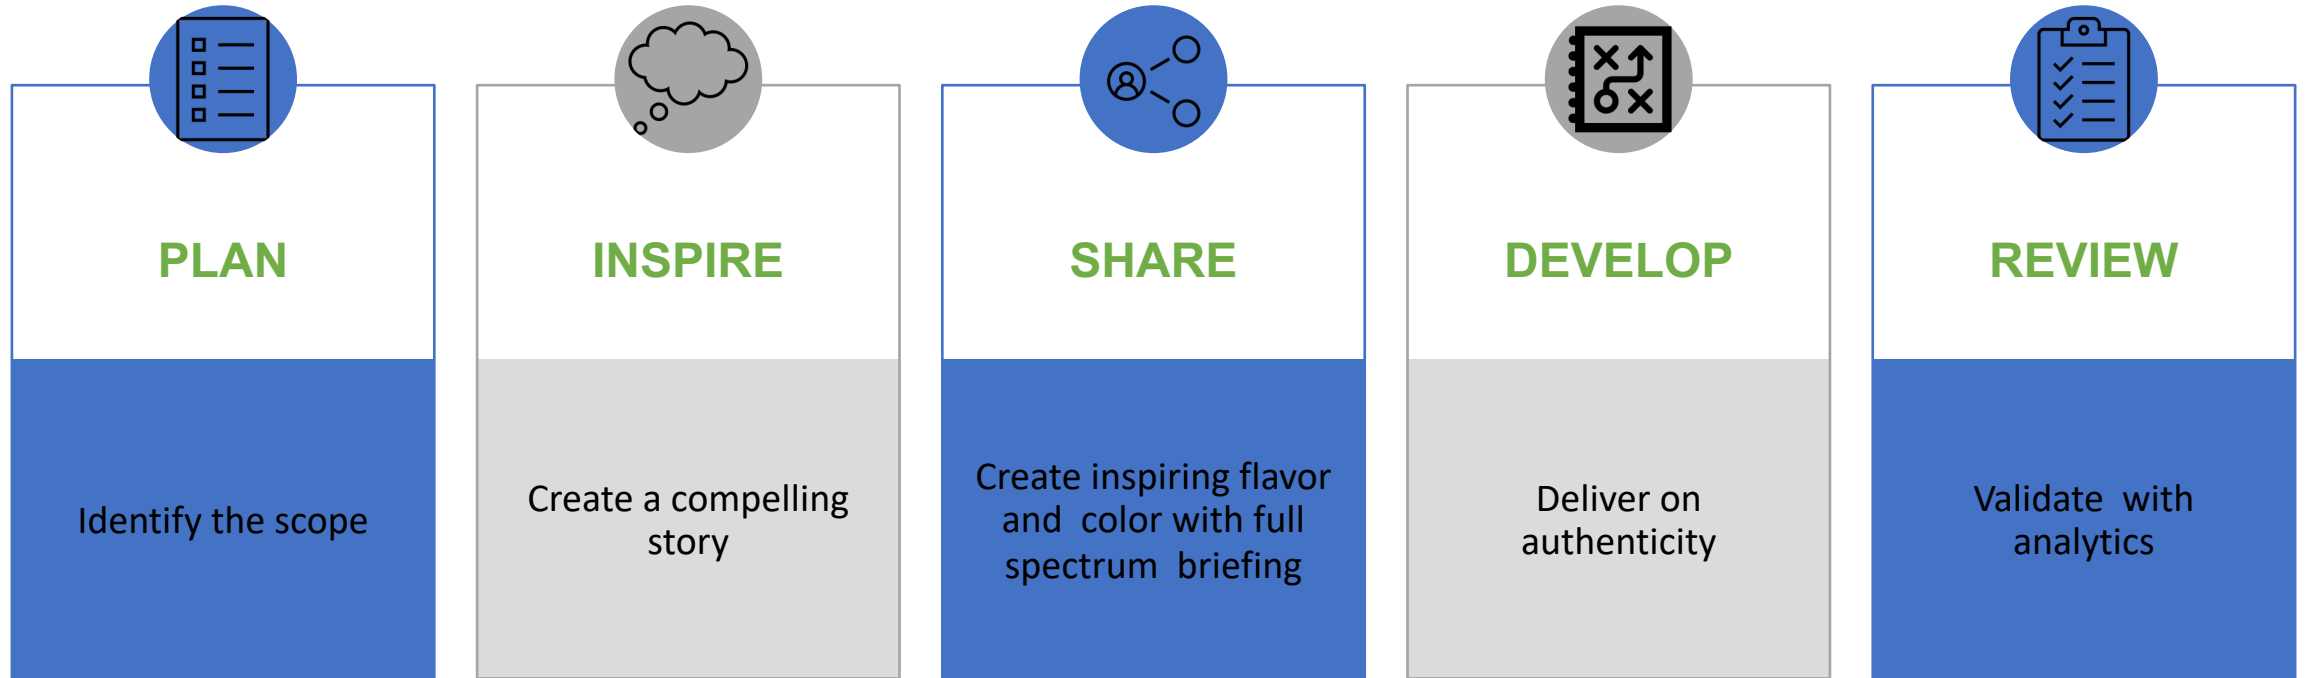 PLAN
INSPIRE
SHARE
DEVELOP
REVIEW
Identify the scope
Create a compelling
story
Create inspiring flavor
and  color with full
spectrum  briefing
Deliver on
authenticity
Validate  with
analytics